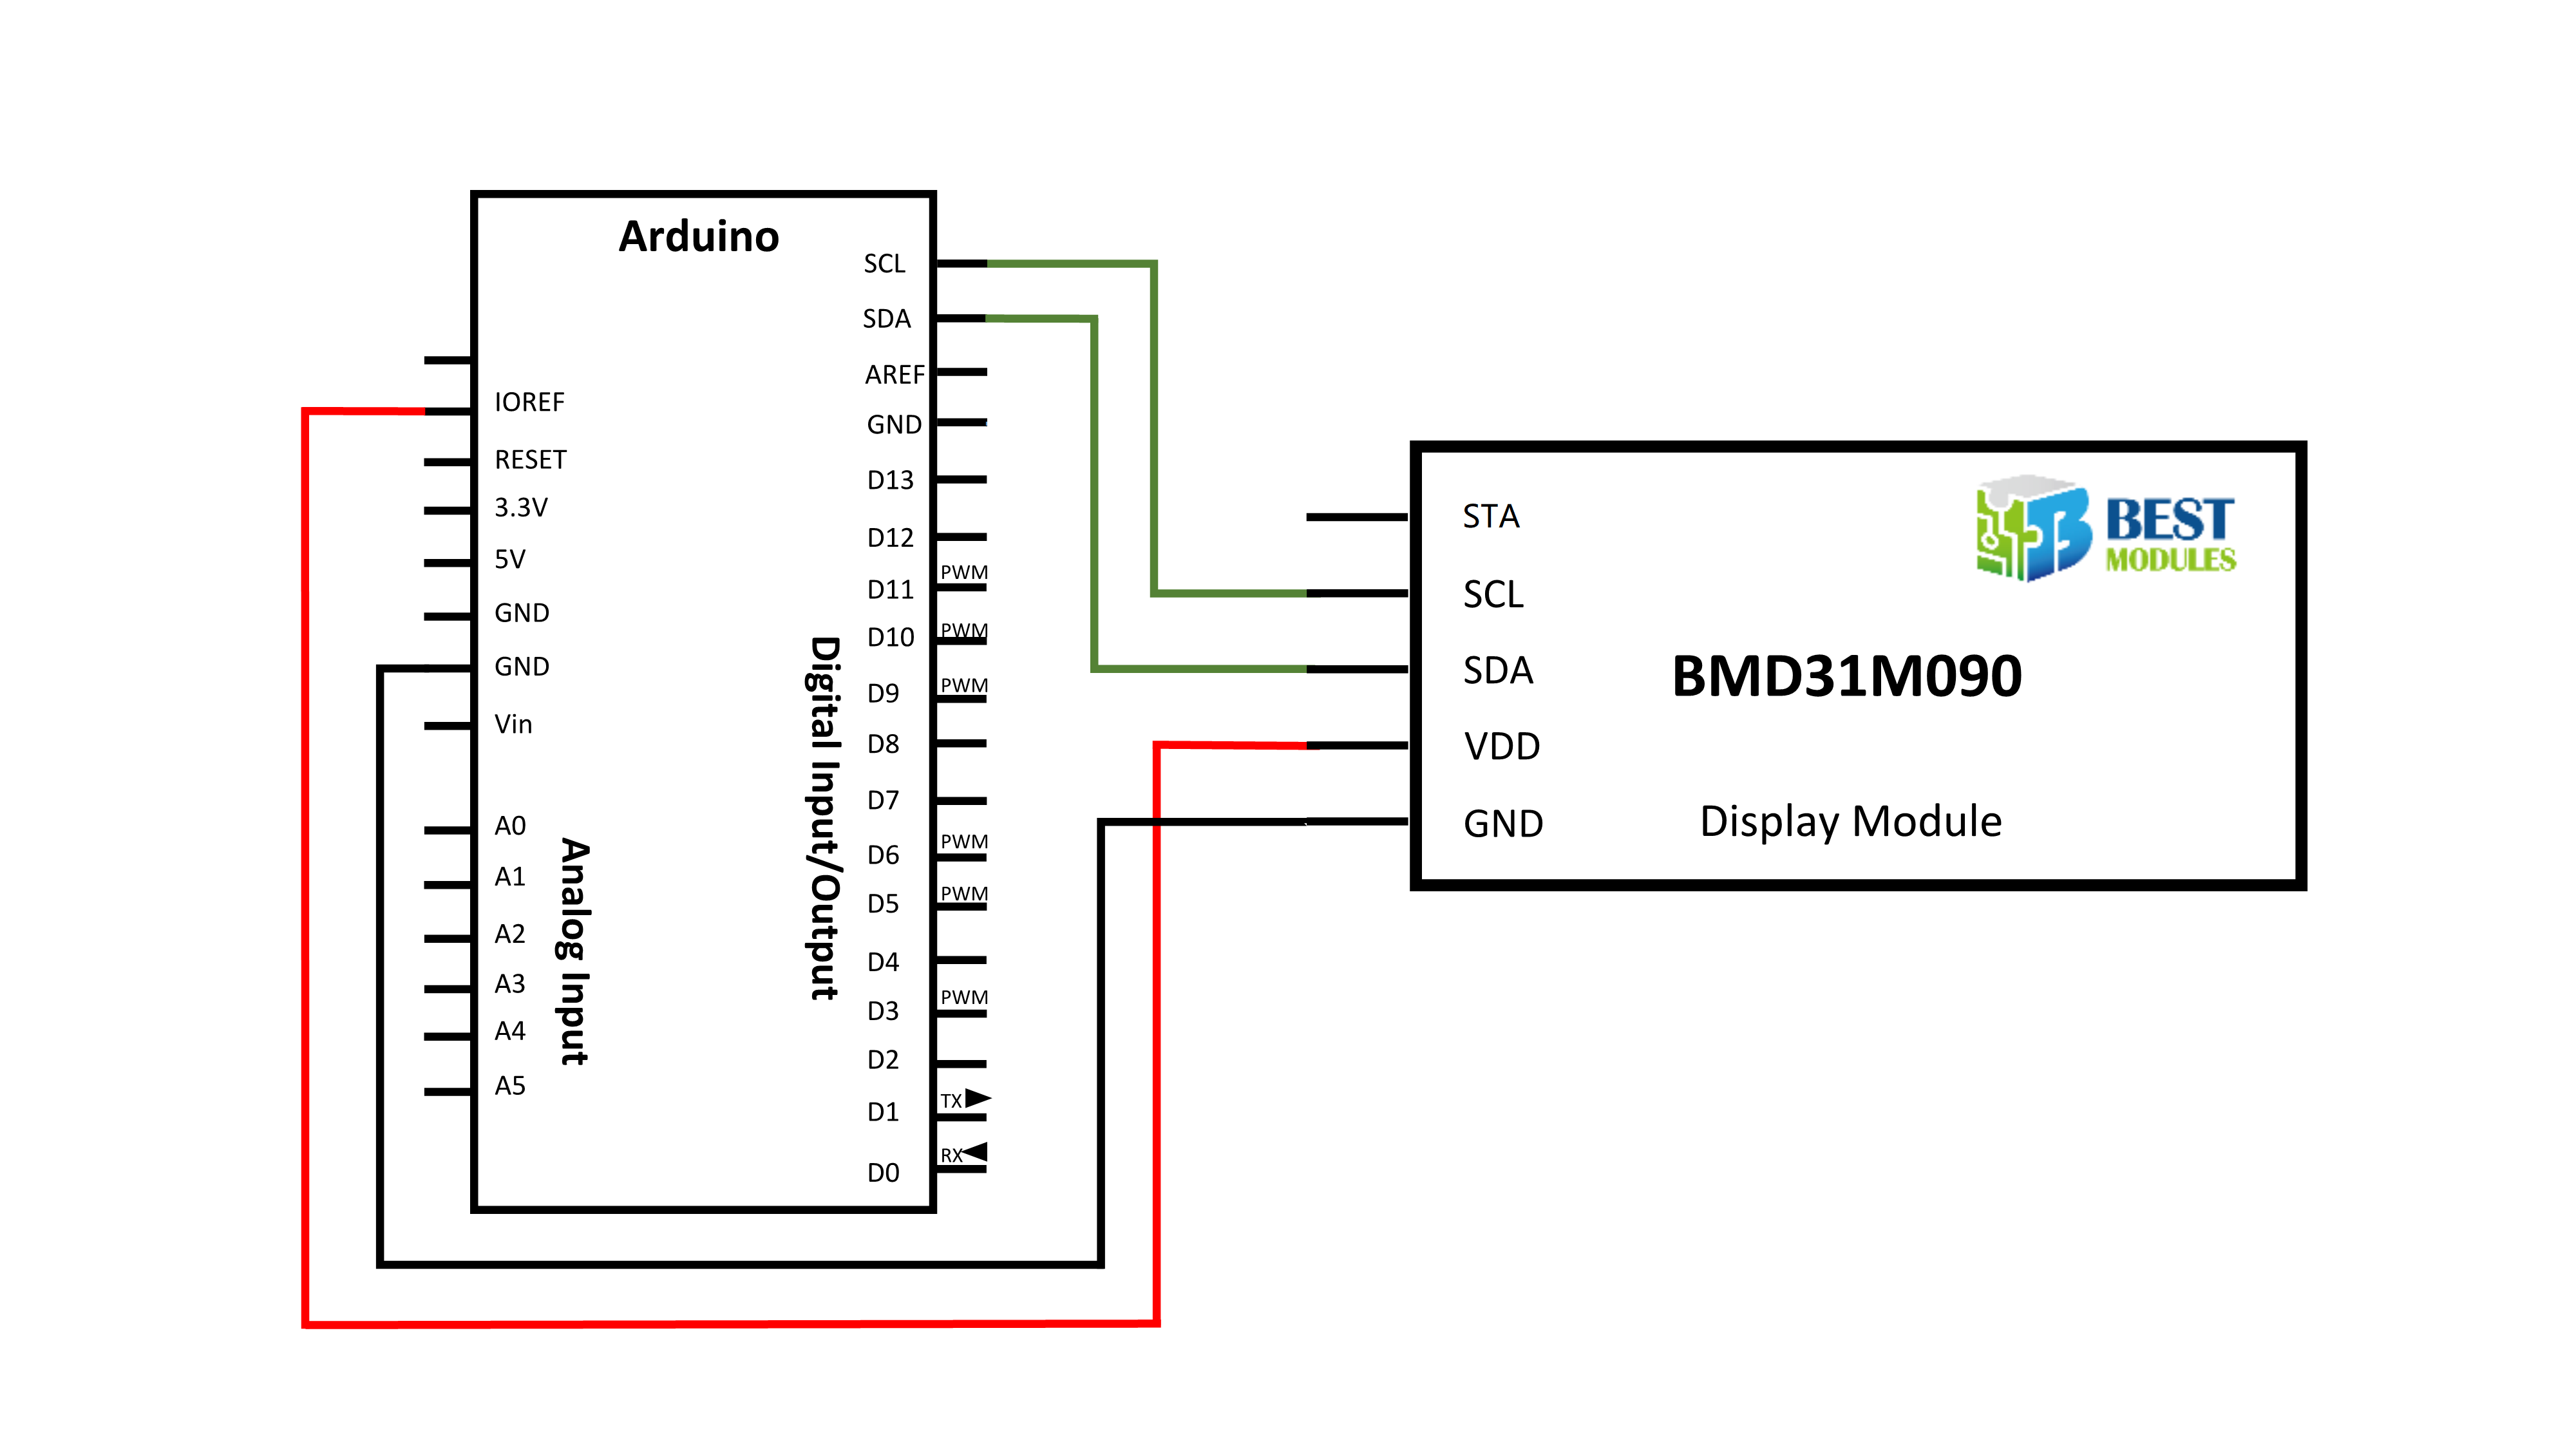 Arduino
IOREF
RESET
3.3V
5V
GND
GND
Vin
A0
A1
A2
A3
A4
A5
Analog Input
Digital Input/Output
SCL
SDA
AREF
GND
D13
D12
PWM
D11
PWM
D10
PWM
D9
D8
D7
PWM
D6
PWM
D5
D4
PWM
D3
D2
TX
D1
RX
D0
STA
SCL
SDA
VDD
GND
BEST
MODULES
BMD31M090
Display Module